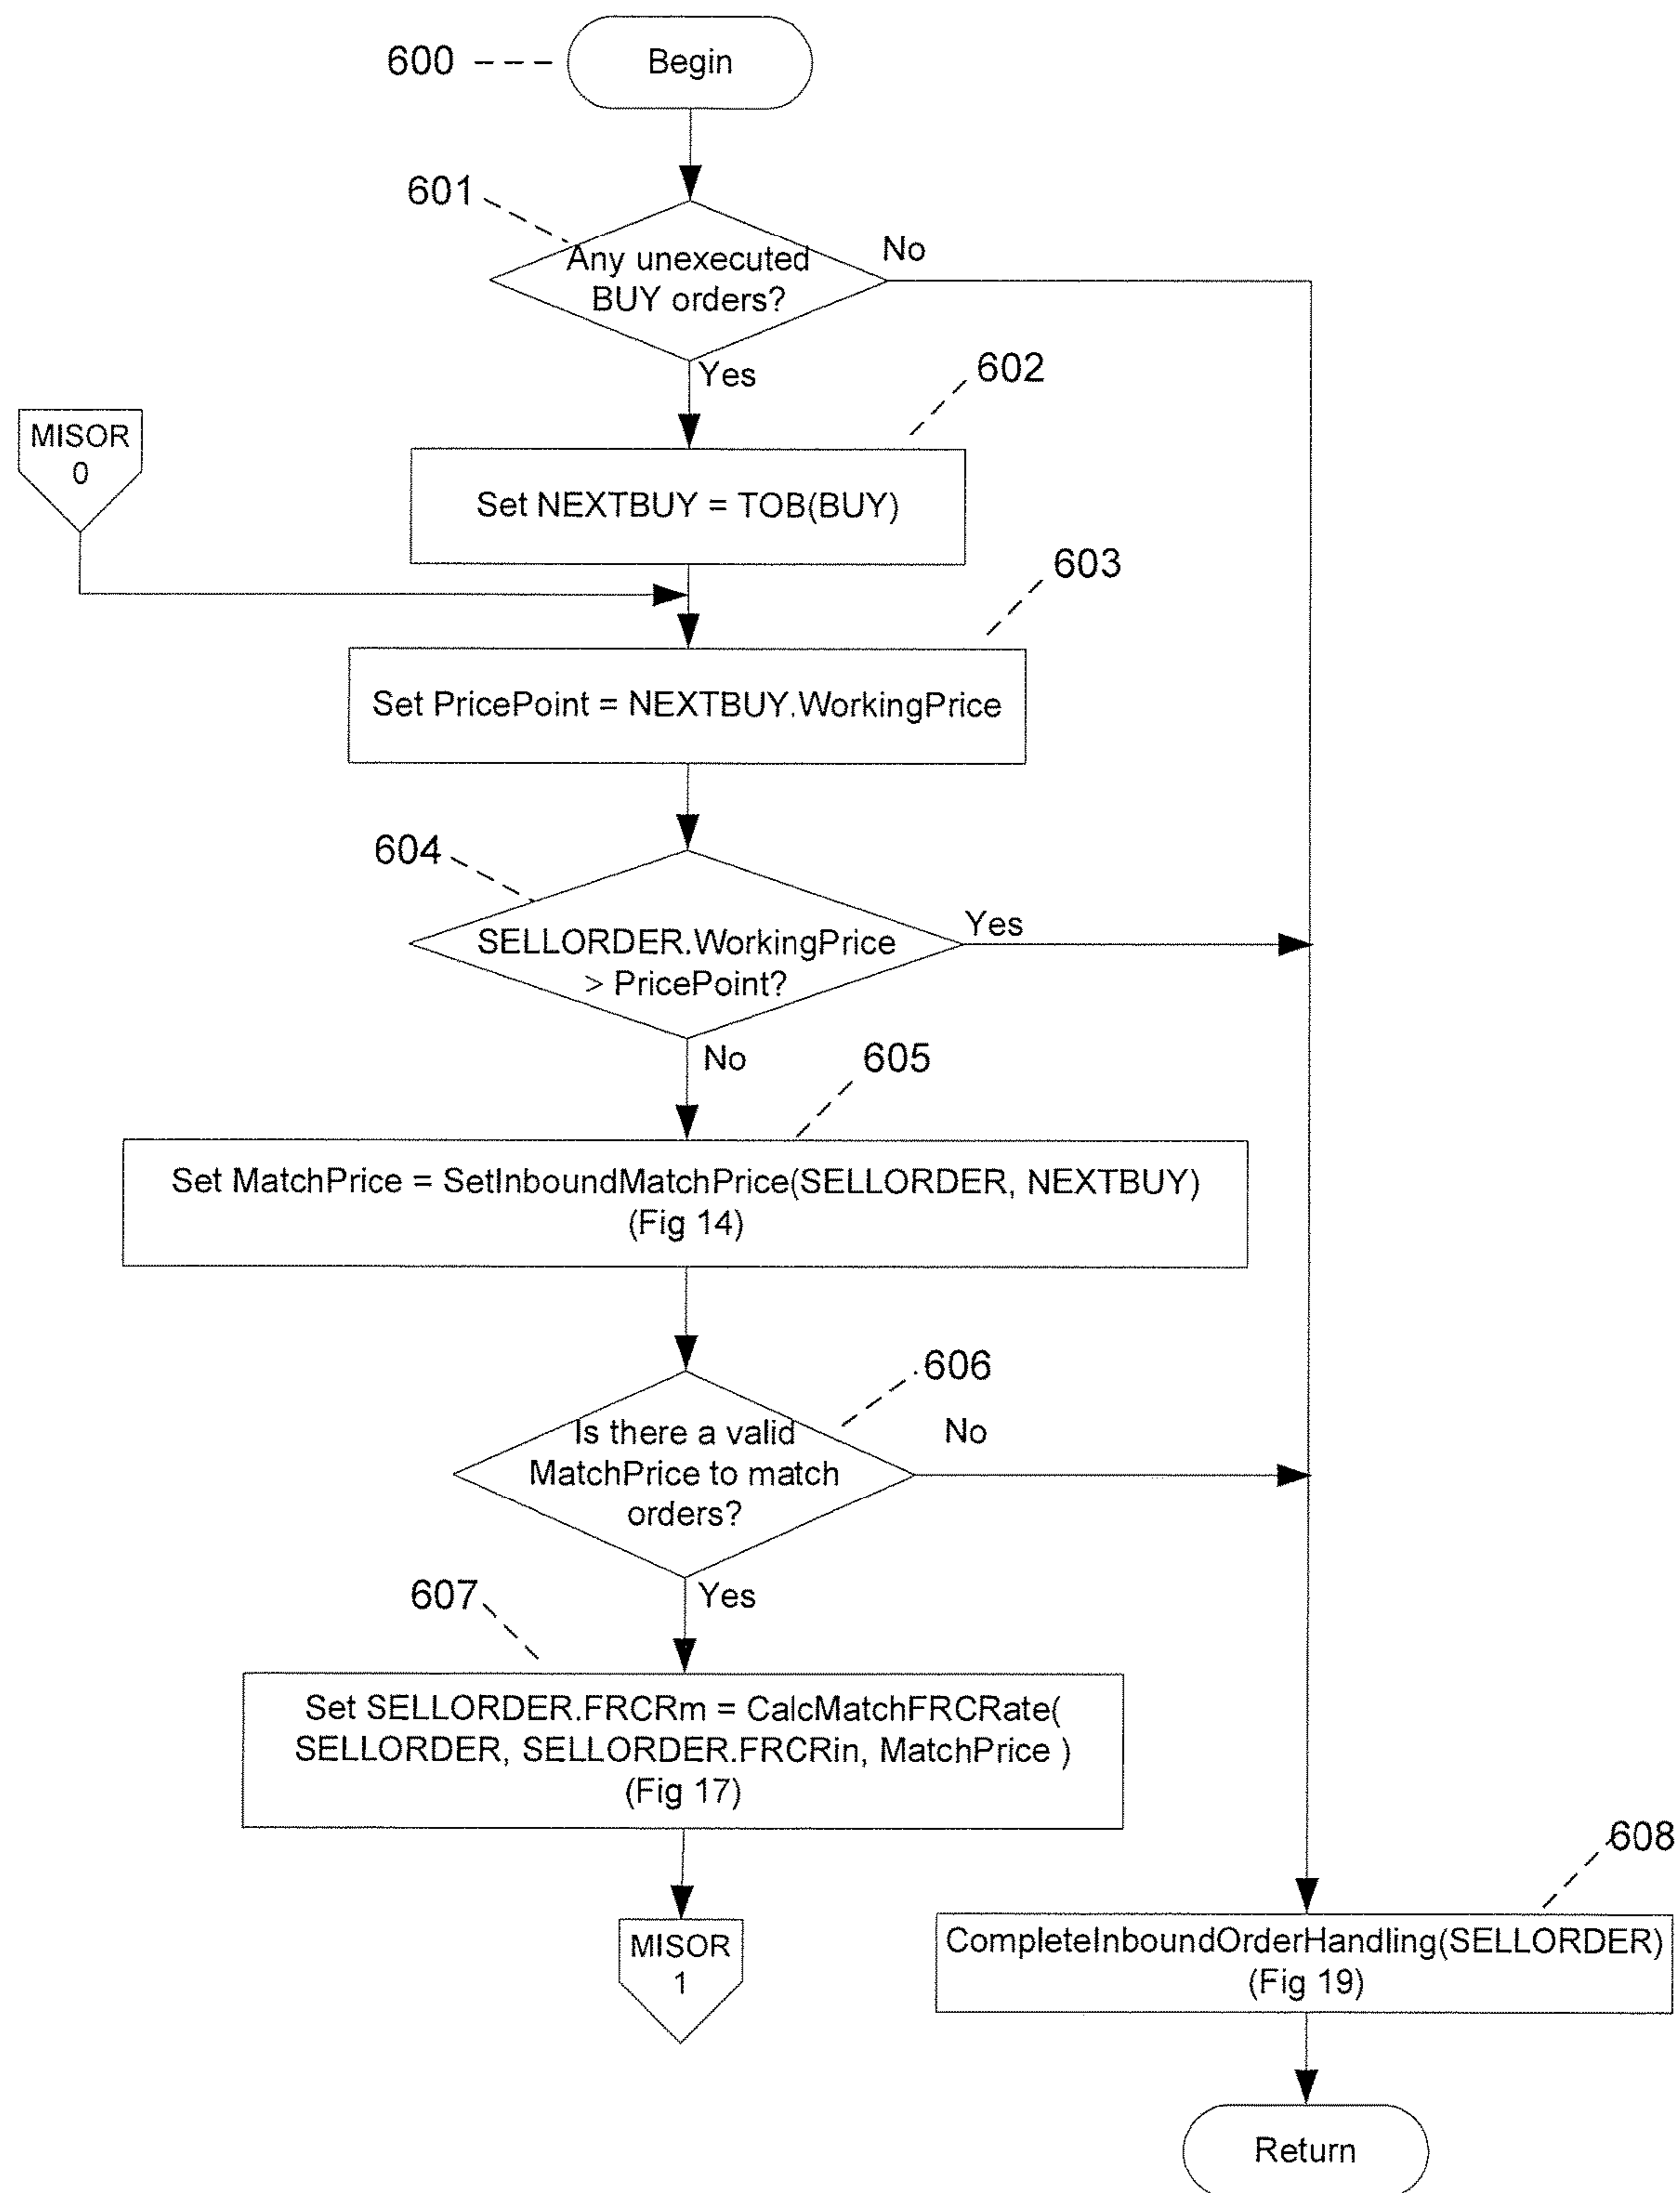 600
Begin
601
Any unexecuted
BUY orders?
No
Yes
602
MISOR
0
Set NEXTBUY = TOB(BUY)
603
Set PricePoint = NEXTBUY.WorkingPrice
604
SELLORDER.WorkingPrice
> PricePoint?
Yes
No
605
Set MatchPrice = SetInboundMatchPrice(SELLORDER, NEXTBUY)
(Fig 14)
606
Is there a valid
MatchPrice to match
orders?
No
Yes
607
Set SELLORDER.FRCRm = CalcMatchFRCRate(
SELLORDER, SELLORDER.FRCRin, MatchPrice )
(Fig 17)
608
MISOR
1
CompleteInboundOrderHandling(SELLORDER)
(Fig 19)
Return